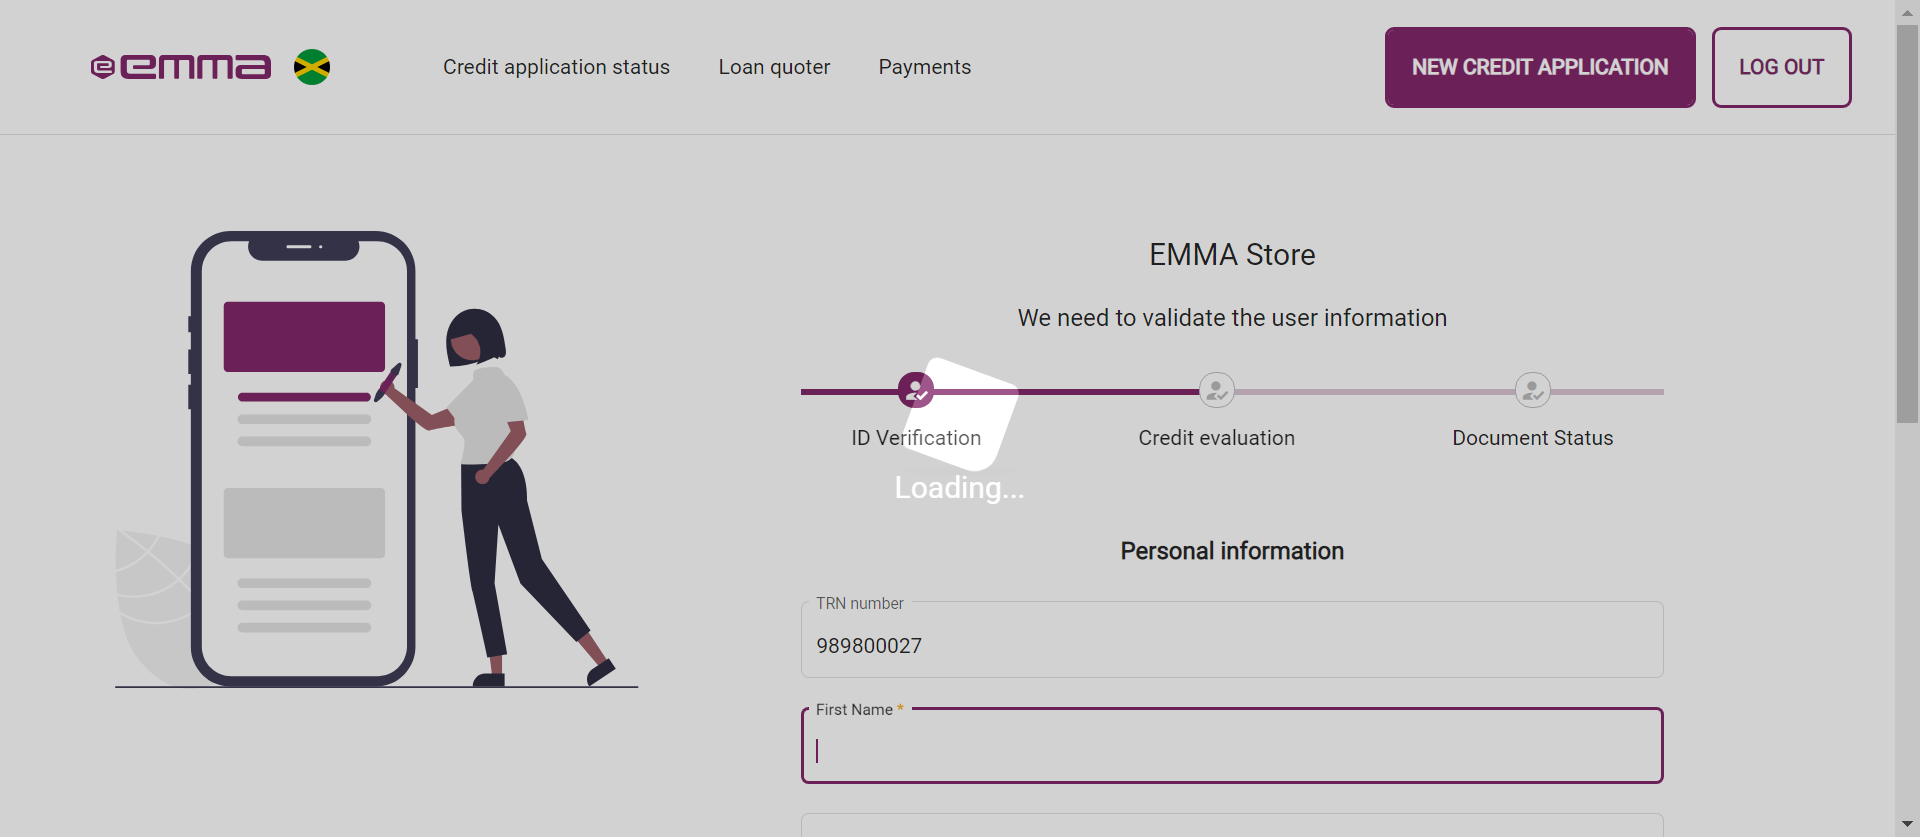 emma
Credit application status
Loan quoter
Payments
NEW CREDIT APPLICATION
LOG OUT
EMMA Store
We need to validate the user information
ID Verification
Credit evaluation
Document Status
Loading...
Personal information
TRN number
989800027
First Name *